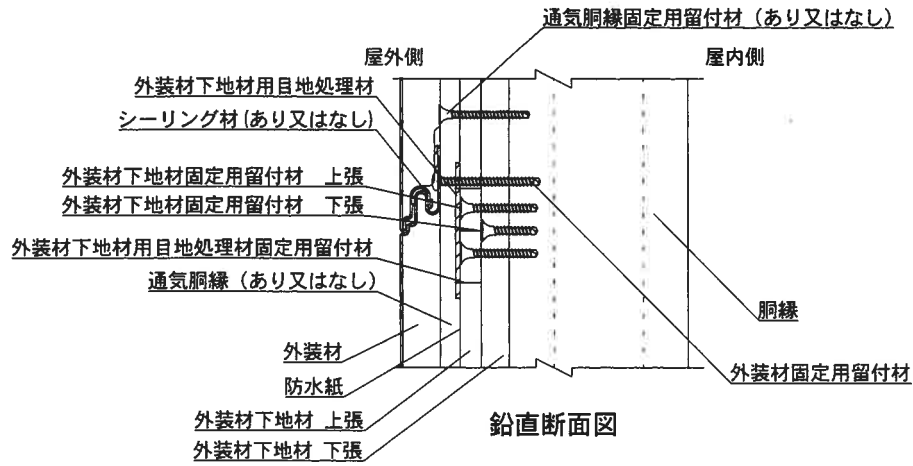 通気胴縁固定用留付材（あり又はなし）
屋外側
屋内側
外装材下地材用目地処理材
シーリング材(あり又はなし)
外装材下地材固定用留付材 上張
外装材下地材固定用留付材 下張
外装材下地材用目地処理材固定用留付材
通気胴縁（あり又はなし）
胴縁
外装材
外装材固定用留付材
防水紙
外装材下地材 上張
鉛直断面図
外装材下地材 下張